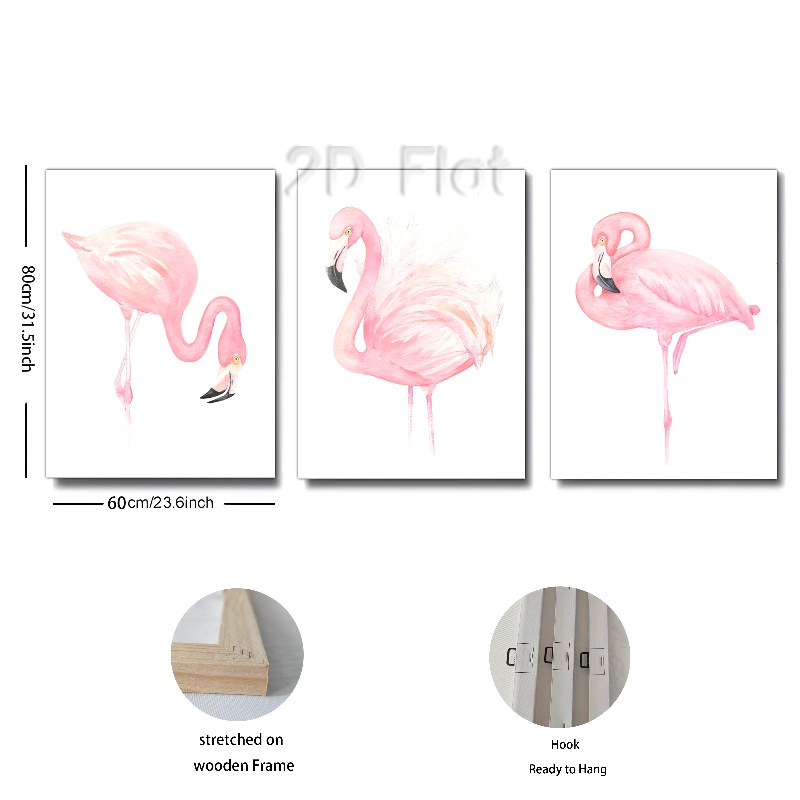 2D Flat
80cm/31.5inch
60cm/23.6inch
stretched on
wooden Frame
Hook
Ready to Hang